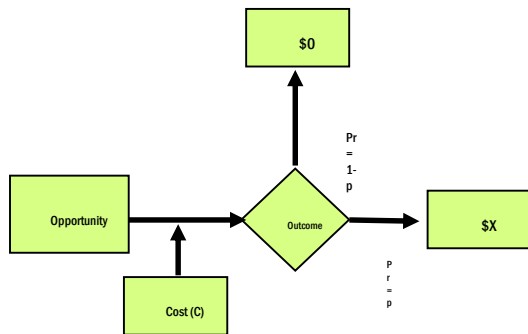 $0
Pr
=
1-
p
Opportunity
Outcome
$X
P
r
=
p
Cost (C)